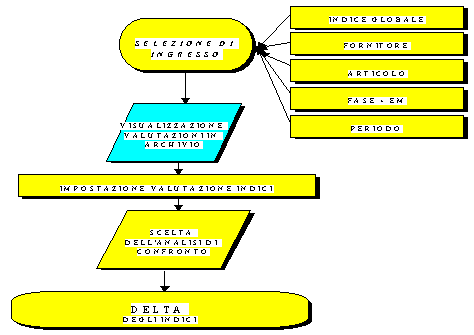 SELEZIONE DI
INGRESSO
INDICE GLOBALE
FORNITORE
ARTICOLO
FASE + EM
PERIODO
VISUALIZZAZIONE
VALUTAZIONI IN
ARCHIVIO
IMPOSTAZIONE VALUTAZIONE INDICI
SCELTA
DELL'ANALISI DI
CONFRONTO
DELTA
DEGLI INDICI